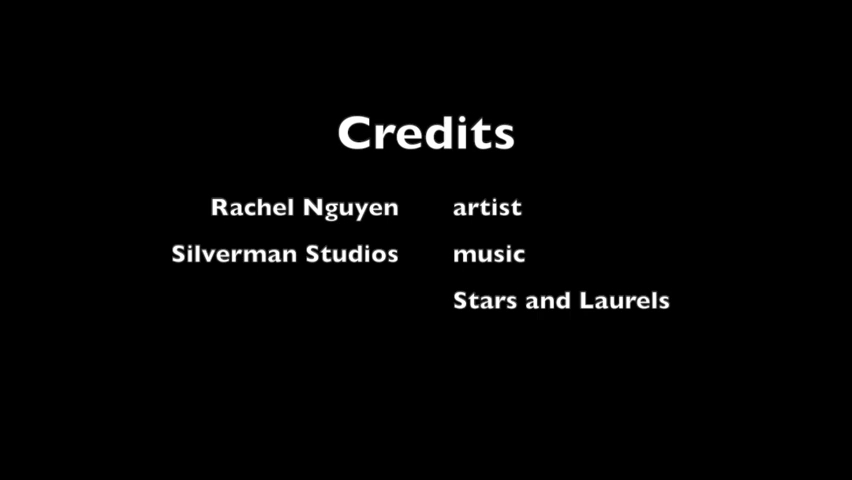 Credits
Rachel Nguyen artist
Silverman Studios music
Stars and Laurels